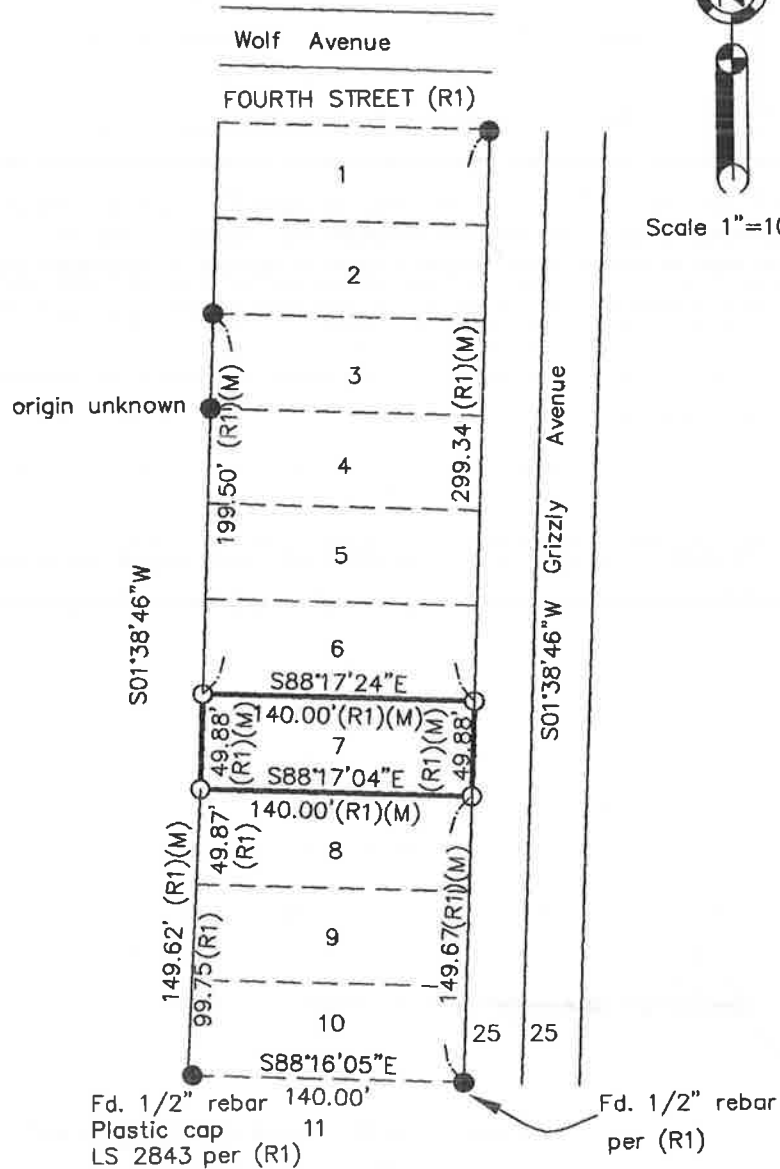 Wolf Avenue
FOURTH STREET (R1)
1
Scale 1"=10
2
3
origin unknown
199.50' (R1)(M)
299.34 (R1)(M)
4
5
S01°38'46"W
S01°38'46"W Grizzly Avenue
6
S88°17'24"E
140.00'(R1)(M)
49.88'
(R1)(M)
7
49.88'
(R1)(M)
S88°17'04"E
140.00'(R1)(M)
49.87'
(R1)
8
149.62' (R1)(M)
99.75(R1)
149.67(R1)(M)
9
10
25
25
S88°16'05"E
140.00'
11
Fd. 1/2" rebar
Plastic cap
LS 2843 per (R1)
Fd. 1/2" rebar
per (R1)